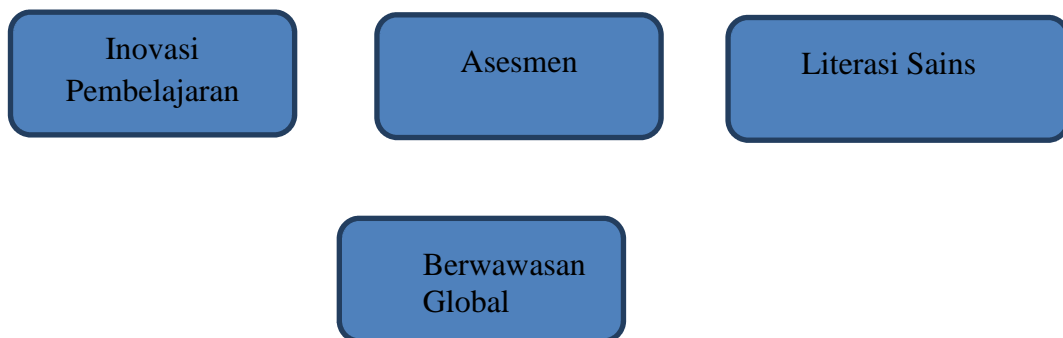 Inovasi
Pembelajaran
Asesmen
Literasi Sains
Berwawasan
Global